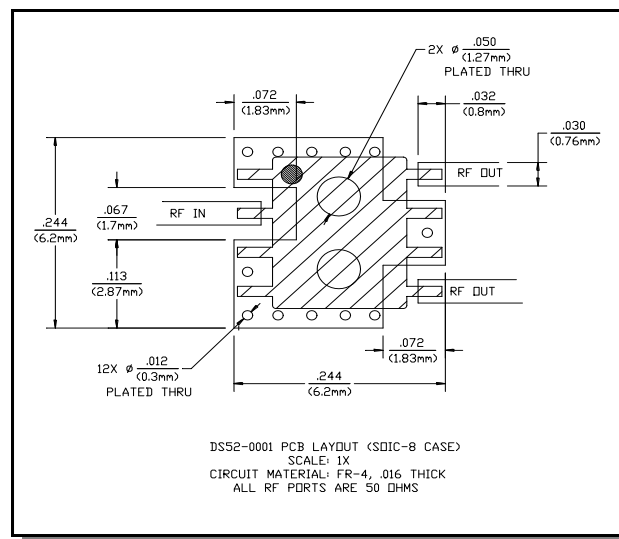 2X Ø .050
(1.27mm)
PLATED THRU
.072
(1.83mm)
.032
(0.8mm)
.030
(0.76mm)
RF OUT
RF IN
.067
(1.7mm)
.244
(6.2mm)
.113
(2.87mm)
RF OUT
12X Ø .012
(0.3mm)
PLATED THRU
.072
(1.83mm)
.244
(6.2mm)
DS52-0001 PCB LAYOUT (SOIC-8 CASE)
SCALE: 1X
CIRCUIT MATERIAL: FR-4, .016 THICK
ALL RF PORTS ARE 50 OHMS